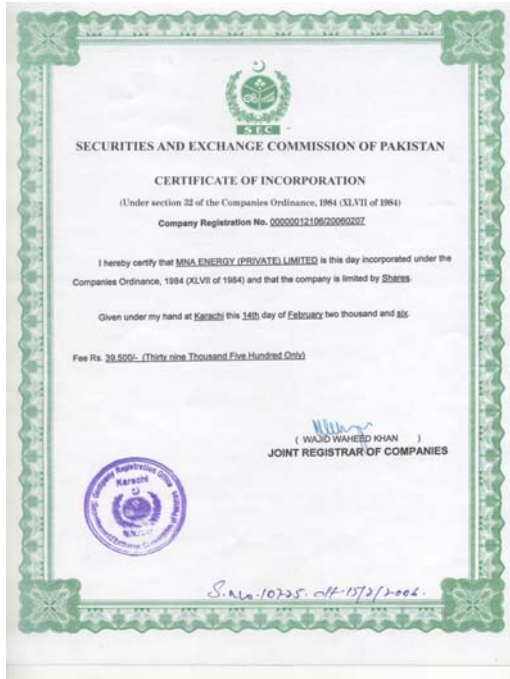 SEC
SECURITIES AND EXCHANGE COMMISSION OF PAKISTAN
CERTIFICATE OF INCORPORATION
(Under section 32 of the Companies Ordinance, 1984 (XLVII of 1984)
Company Registration No. 00000012106/20060207
I hereby certify that MNA ENERGY (PRIVATE) LIMITED is this day incorporated under the
Companies Ordinance, 1984 (XLVII of 1984) and that the company is limited by Shares.
Given under my hand at Karachi this 14th day of February two thousand and six.
Fee Rs. 39,500/- (Thirty nine Thousand Five Hundred Only)
( WAJID WAHEED KHAN )
JOINT REGISTRAR OF COMPANIES
Company Registration Office
Karachi
S.No.10725. dt-15/2/2006.